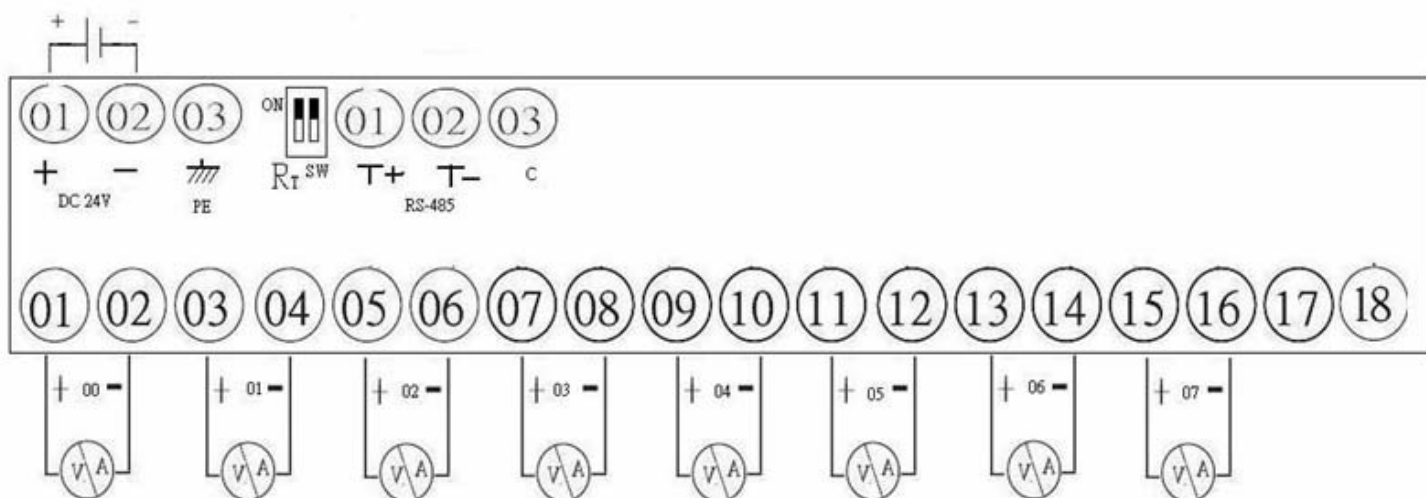 + -
01 02 03 ON 01 02 03
+ - RT SW T+ T- C
DC 24V PE RS-485
01 02 03 04 05 06 07 08 09 10 11 12 13 14 15 16 17 18
+ 00 - + 01 - + 02 - + 03 - + 04 - + 05 - + 06 - + 07 -
V A V A V A V A V A V A V A V A